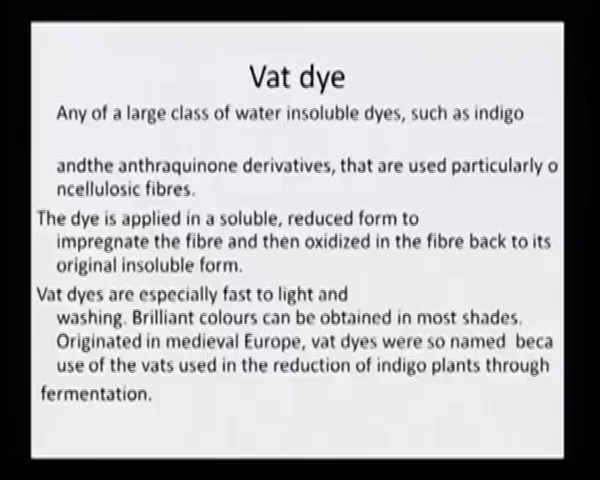 Vat dye
Any of a large class of water insoluble dyes, such as indigo
andthe anthraquinone derivatives, that are used particularly o
ncellulosic fibres.
The dye is applied in a soluble, reduced form to
impregnate the fibre and then oxidized in the fibre back to its
original insoluble form.
Vat dyes are especially fast to light and
washing. Brilliant colours can be obtained in most shades.
Originated in medieval Europe, vat dyes were so named beca
use of the vats used in the reduction of indigo plants through
fermentation.